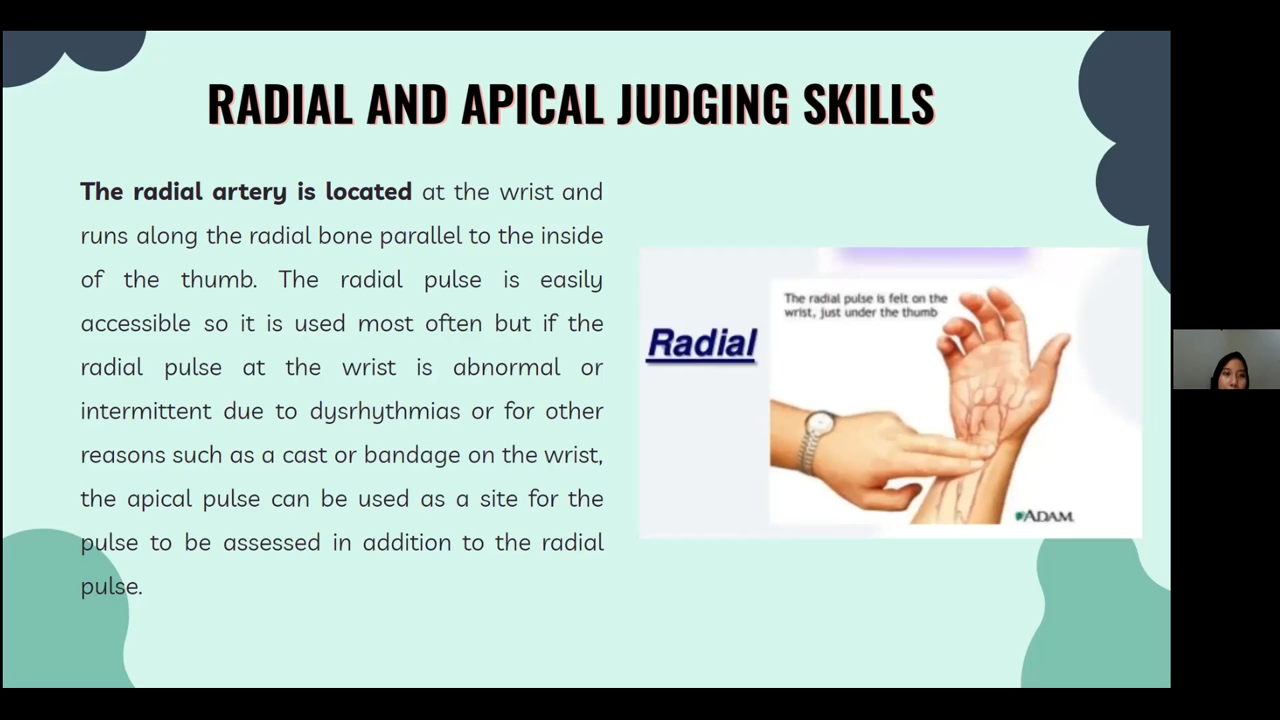 RADIAL AND APICAL JUDGING SKILLS
The radial artery is located at the wrist and
runs along the radial bone parallel to the inside
of the thumb. The radial pulse is easily
accessible so it is used most often but if the
radial pulse at the wrist is abnormal or
intermittent due to dysrhythmias or for other
reasons such as a cast or bandage on the wrist,
the apical pulse can be used as a site for the
pulse to be assessed in addition to the radial
pulse.
Radial
The radial pulse is felt on the
wrist, just under the thumb
ADAM